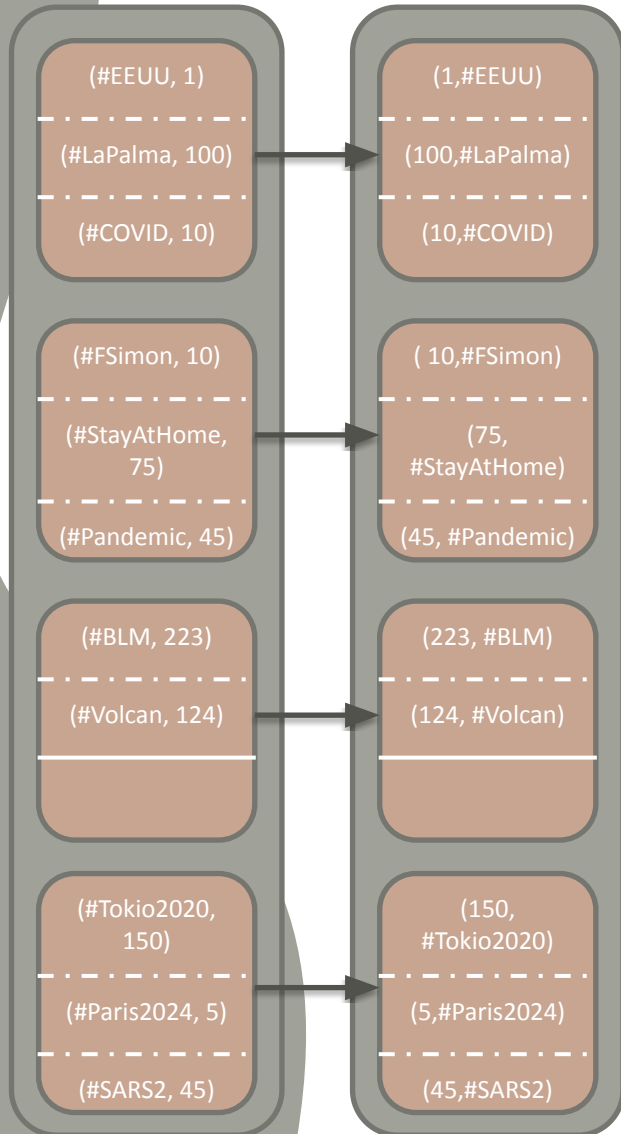 (#EEUU, 1)
(#LaPalma, 100)
(#COVID, 10)
(#FSimon, 10)
(#StayAtHome,
75)
(#Pandemic, 45)
(#BLM, 223)
(#Volcan, 124)
(#Tokio2020,
150)
(#Paris2024, 5)
(#SARS2, 45)
(1,#EEUU)
(100,#LaPalma)
(10,#COVID)
( 10,#FSimon)
(75,
#StayAtHome)
(45, #Pandemic)
(223, #BLM)
(124, #Volcan)
(150,
#Tokio2020)
(5,#Paris2024)
(45,#SARS2)